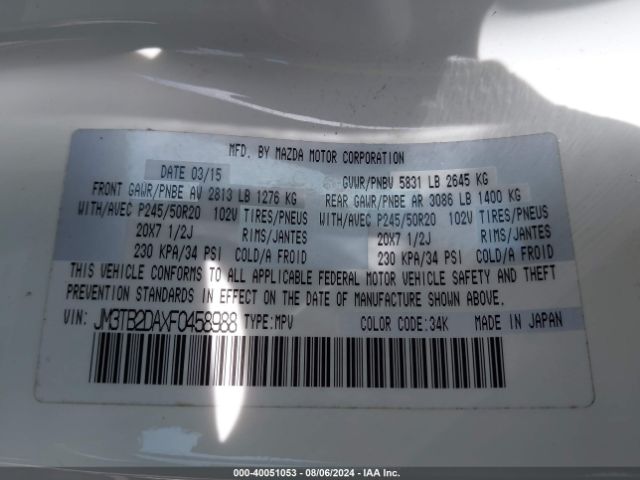 MFD. BY MAZDA MOTOR CORPORATION
DATE 03/15 GVWR/PNBV 5831 LB 2645 KG
FRONT GAWR/PNBE AV 2813 LB 1276 KG REAR GAWR/PNBE AR 3086 LB 1400 KG
WITH/AVEC P245/50R20 102V TIRES/PNEUS WITH/AVEC P245/50R20 102V TIRES/PNEUS
20X7 1/2J RIMS/JANTES 20X7 1/2J RIMS/JANTES
230 KPA/34 PSI COLD/A FROID 230 KPA/34 PSI COLD/A FROID
THIS VEHICLE CONFORMS TO ALL APPLICABLE FEDERAL MOTOR VEHICLE SAFETY AND THEFT
PREVENTION STANDARDS IN EFFECT ON THE DATE OF MANUFACTURE SHOWN ABOVE.
VIN: JM3TB2DAXF0458988 TYPE:MPV COLOR CODE:34K MADE IN JAPAN
000-40051053 - 08/06/2024 - IAA Inc.